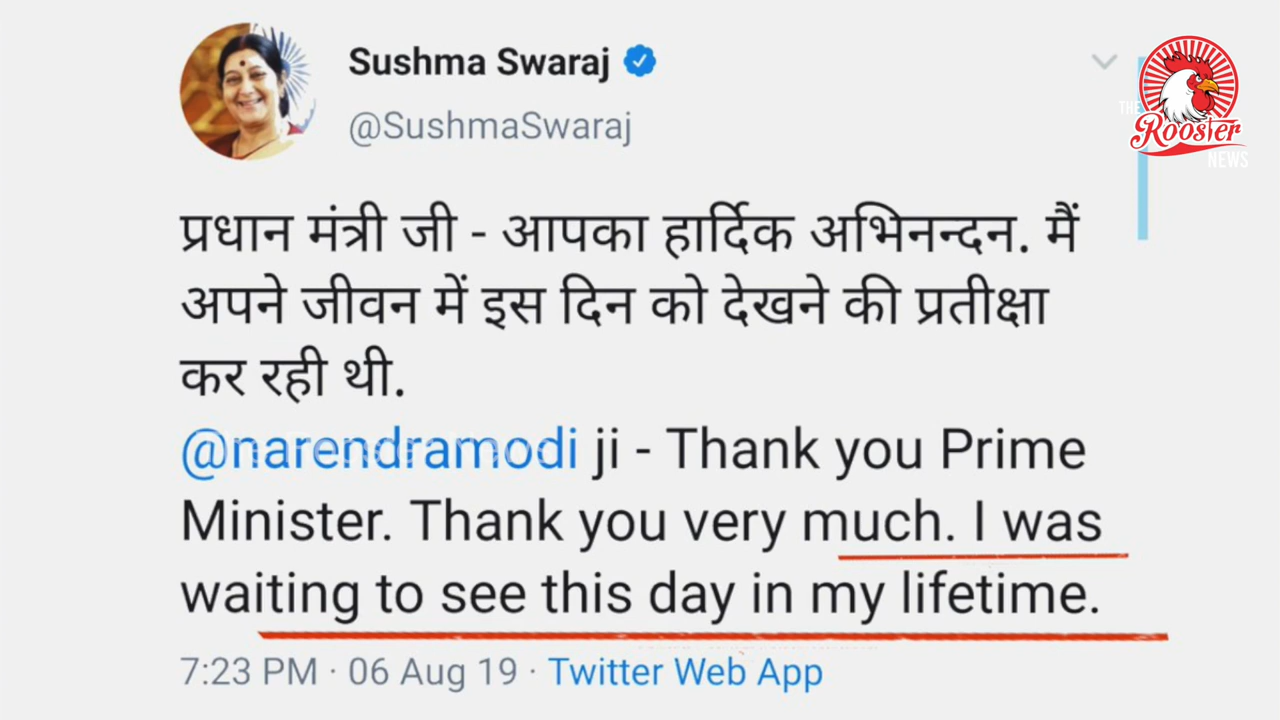 Sushma Swaraj
@SushmaSwaraj
THE
Rooster
NEWS
प्रधान मंत्री जी - आपका हार्दिक अभिनन्दन. मैं
अपने जीवन में इस दिन को देखने की प्रतीक्षा
कर रही थी.
@narendramodi ji - Thank you Prime
Minister. Thank you very much. I was
waiting to see this day in my lifetime.
7:23 PM · 06 Aug 19 · Twitter Web App